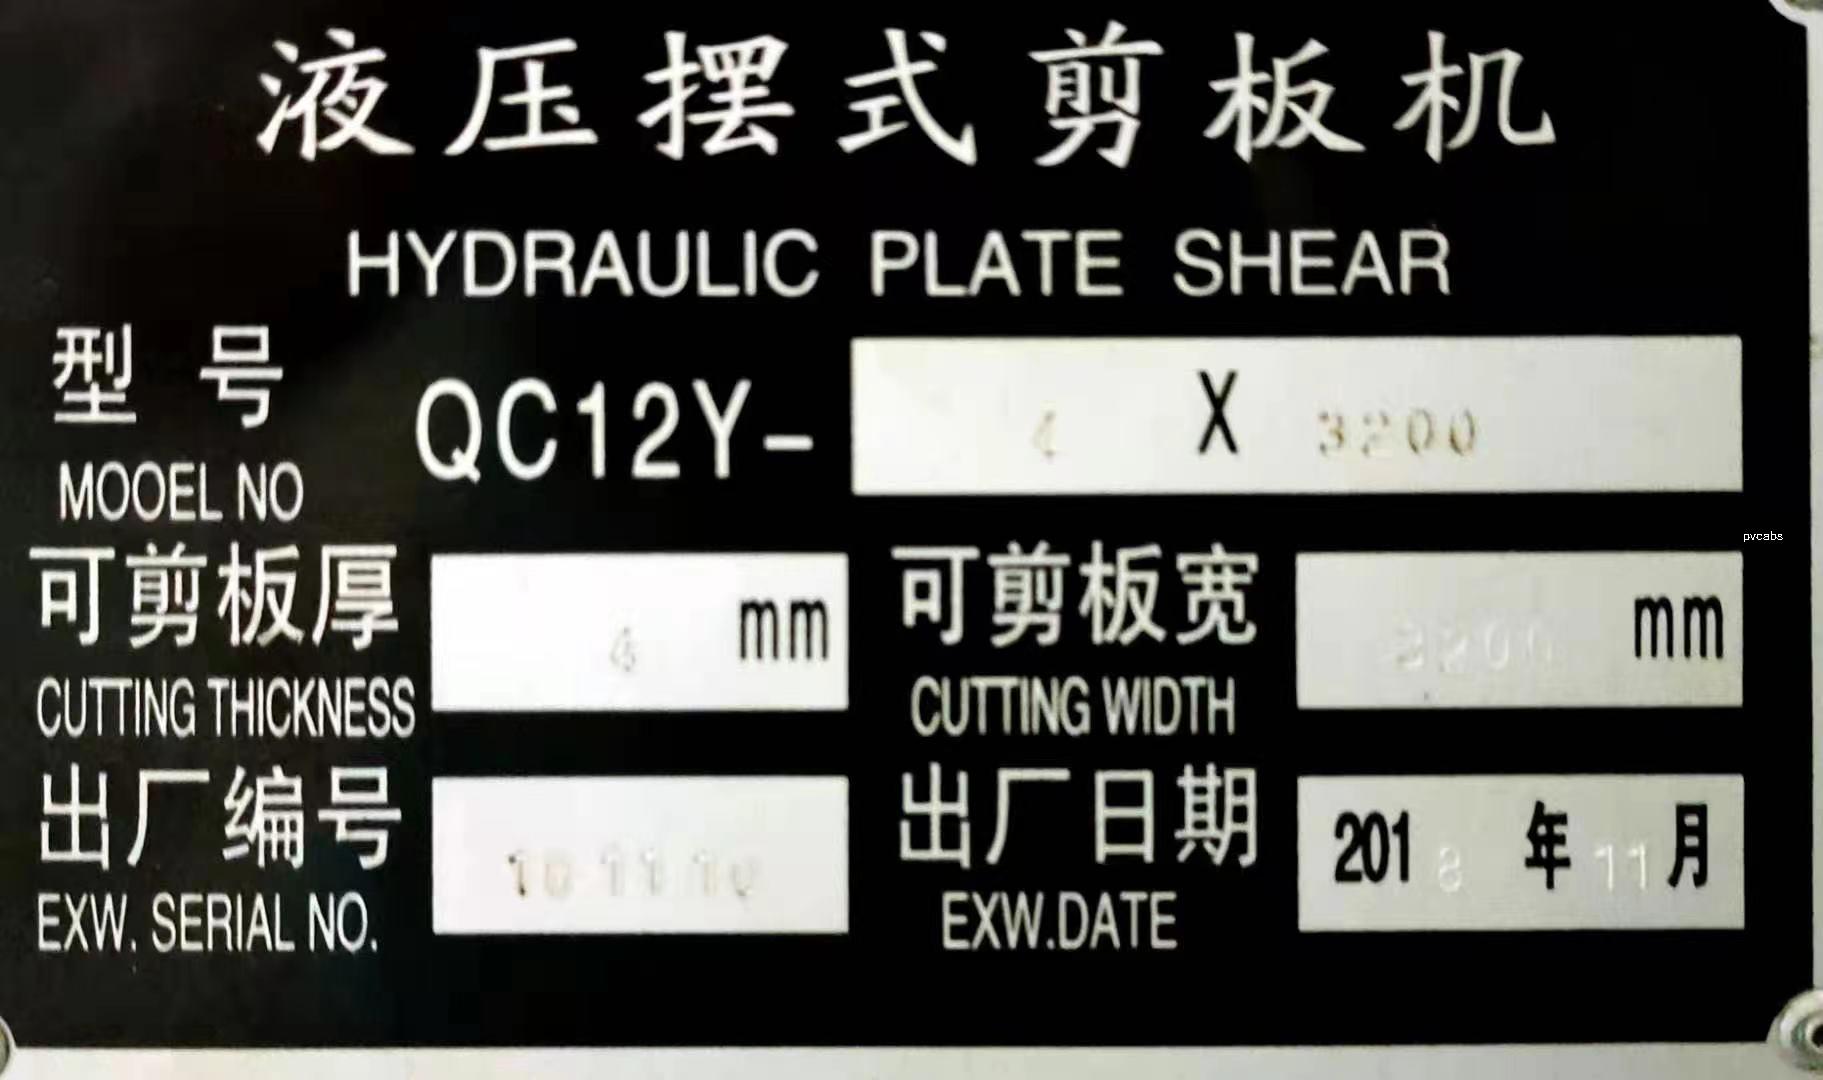 液压摆式剪板机
HYDRAULIC PLATE SHEAR
型号 QC12Y- 4 X 3200
MOOEL NO
可剪板厚 4 mm 可剪板宽 3200 mm
CUTTING THICKNESS CUTTING WIDTH
出厂编号 出厂日期 2018 年 11 月
EXW. SERIAL NO. EXW.DATE
pvcabs